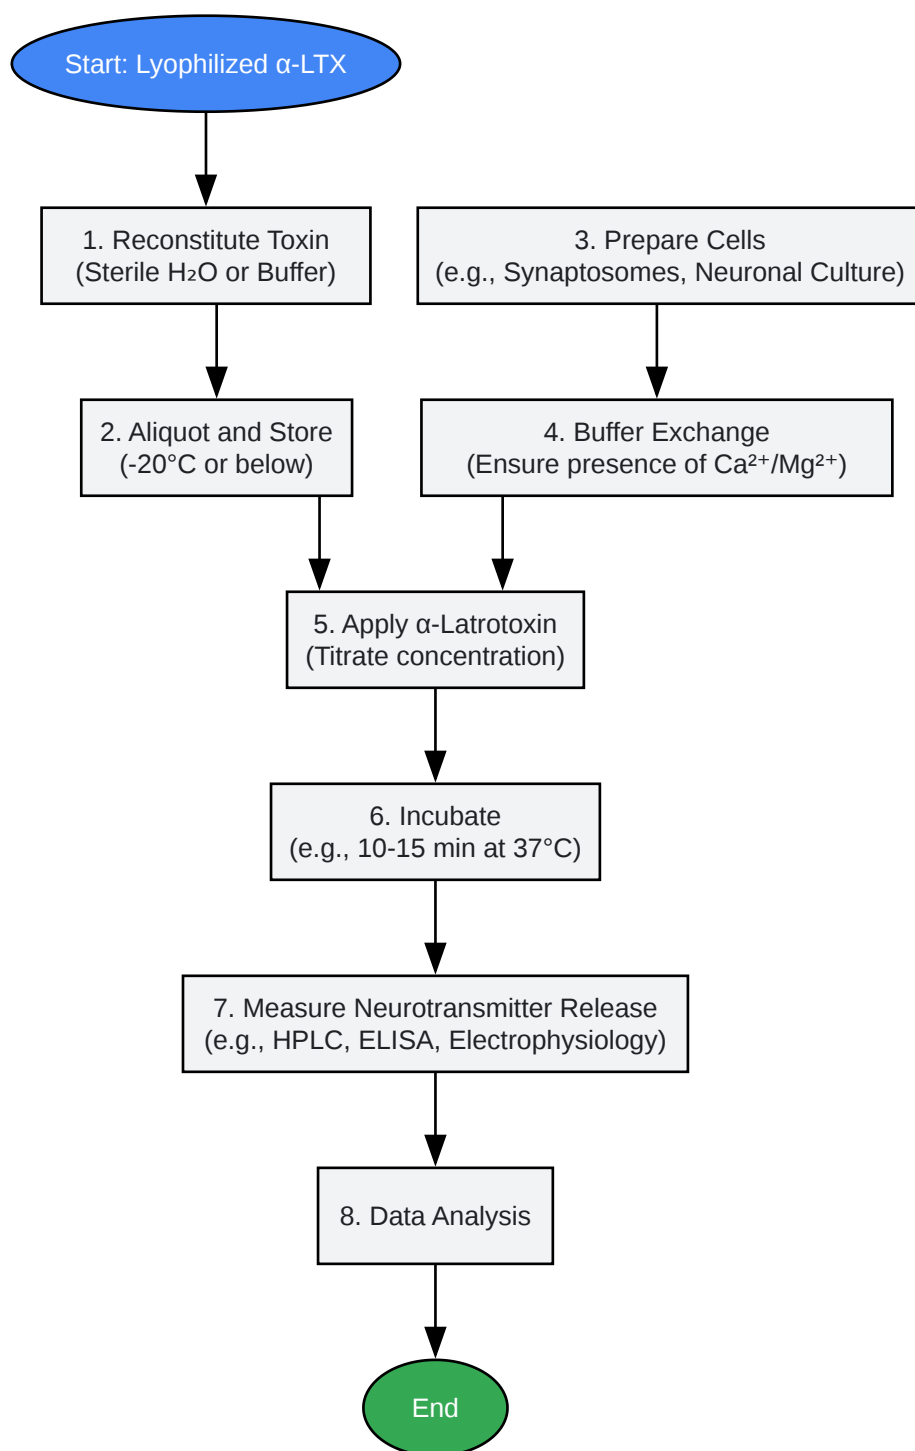 Start: Lyophilized α-LTX
1. Reconstitute Toxin
(Sterile H₂O or Buffer)
3. Prepare Cells
(e.g., Synaptosomes, Neuronal Culture)
2. Aliquot and Store
(-20°C or below)
4. Buffer Exchange
(Ensure presence of Ca²⁺/Mg²⁺)
5. Apply α-Latrotoxin
(Titrate concentration)
6. Incubate
(e.g., 10-15 min at 37°C)
7. Measure Neurotransmitter Release
(e.g., HPLC, ELISA, Electrophysiology)
8. Data Analysis
End